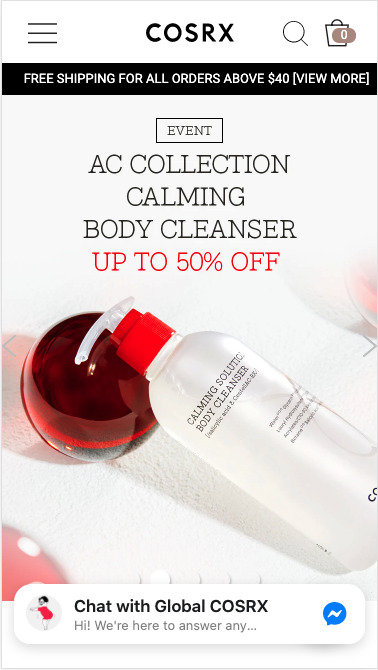 COSRX
0
FREE SHIPPING FOR ALL ORDERS ABOVE $40 [VIEW MORE]
EVENT
AC COLLECTION
CALMING
BODY CLEANSER
UP TO 50% OFF
CALMING SOLUTION
BODY CLEANSER
Chat with Global COSRX
Hi! We're here to answer any...